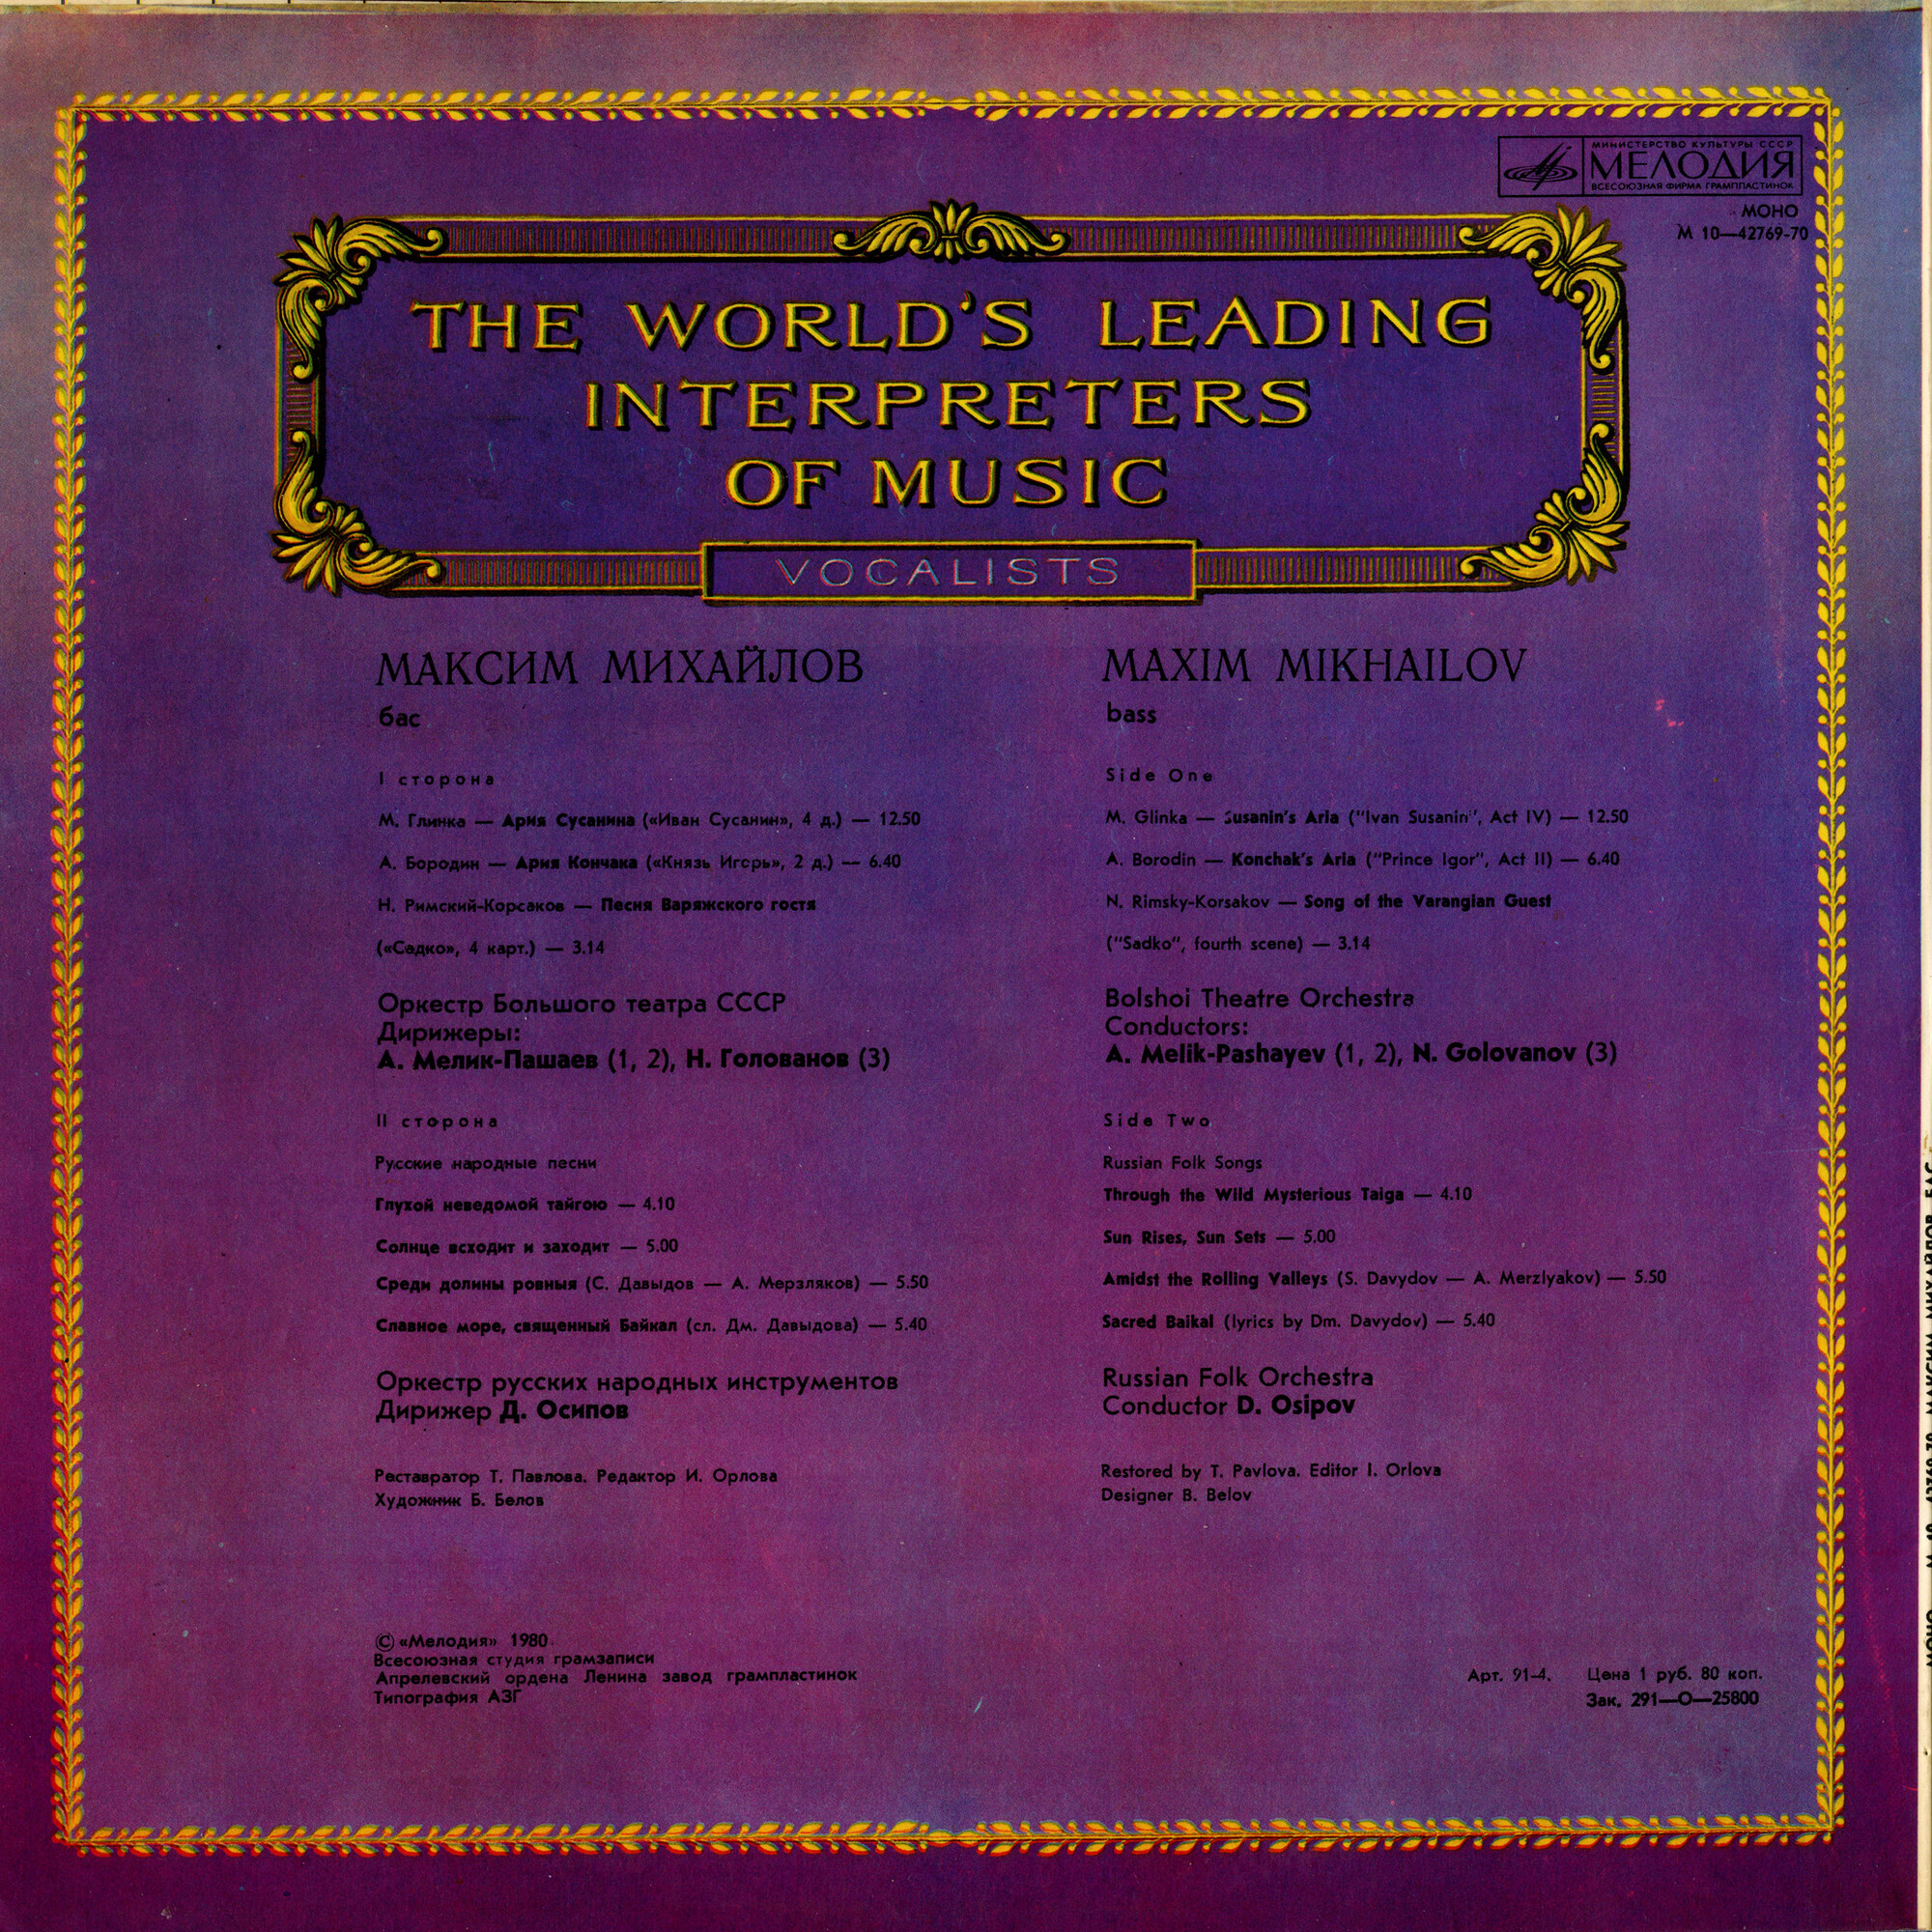 МИНИСТЕРСТВО КУЛЬТУРЫ СССР
МЕЛОДИЯ
ВСЕСОЮЗНАЯ ФИРМА ГРАМПЛАСТИНОК
МОНО
М 10—42769-70
THE WORLD'S LEADING
INTERPRETERS
OF MUSIC
VOCALISTS
МАКСИМ МИХАЙЛОВ
бас
I сторона
М. Глинка — Ария Сусанина («Иван Сусанин», 4 д.) — 12.50
А. Бородин — Ария Кончака («Князь Игорь», 2 д.) — 6.40
Н. Римский-Корсаков — Песня Варяжского гостя
(«Садко», 4 карт.) — 3.14
Оркестр Большого театра СССР
Дирижеры:
А. Мелик-Пашаев (1, 2), Н. Голованов (3)
II сторона
Русские народные песни
Глухой неведомой тайгою — 4.10
Солнце всходит и заходит — 5.00
Среди долины ровныя (С. Давыдов — А. Мерзляков) — 5.50
Славное море, священный Байкал (сл. Дм. Давыдова) — 5.40
Оркестр русских народных инструментов
Дирижер Д. Осипов
Реставратор Т. Павлова. Редактор И. Орлова
Художник Б. Белов
MAXIM MIKHAILOV
bass
Side One
M. Glinka — Susanin's Aria ("Ivan Susanin", Act IV) — 12.50
A. Borodin — Konchak's Aria ("Prince Igor", Act II) — 6.40
N. Rimsky-Korsakov — Song of the Varangian Guest
("Sadko", fourth scene) — 3.14
Bolshoi Theatre Orchestra
Conductors:
A. Melik-Pashayev (1, 2), N. Golovanov (3)
Side Two
Russian Folk Songs
Through the Wild Mysterious Taiga — 4.10
Sun Rises, Sun Sets — 5.00
Amidst the Rolling Valleys (S. Davydov — A. Merzlyakov) — 5.50
Sacred Baikal (lyrics by Dm. Davydov) — 5.40
Russian Folk Orchestra
Conductor D. Osipov
Restored by T. Pavlova. Editor I. Orlova
Designer B. Belov
© «Мелодия» 1980
Всесоюзная студия грамзаписи
Апрелевский ордена Ленина завод грампластинок
Типография АЗГ
Арт. 91-4. Цена 1 руб. 80 коп.
Зак. 291—О—25800